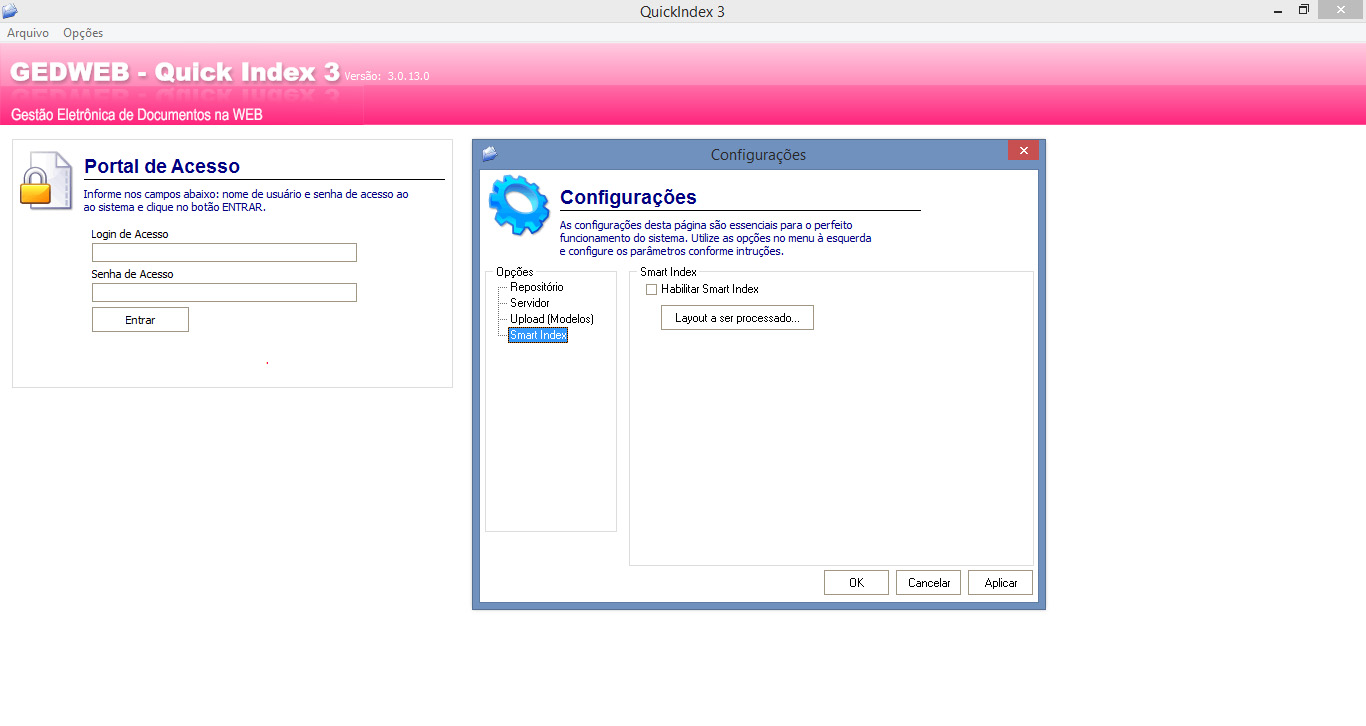 QuickIndex 3
Arquivo Opções
GEDWEB - Quick Index 3 Versão: 3.0.13.0
Gestão Eletrônica de Documentos na WEB
Portal de Acesso
Informe nos campos abaixo: nome de usuário e senha de acesso ao
ao sistema e clique no botão ENTRAR.
Login de Acesso
Senha de Acesso
Entrar
Configurações
Configurações
As configurações desta página são essenciais para o perfeito
funcionamento do sistema. Utilize as opções no menu à esquerda
e configure os parâmetros conforme intruções.
Opções
Repositório
Servidor
Upload (Modelos)
Smart Index
Smart Index
Habilitar Smart Index
Layout a ser processado...
OK Cancelar Aplicar